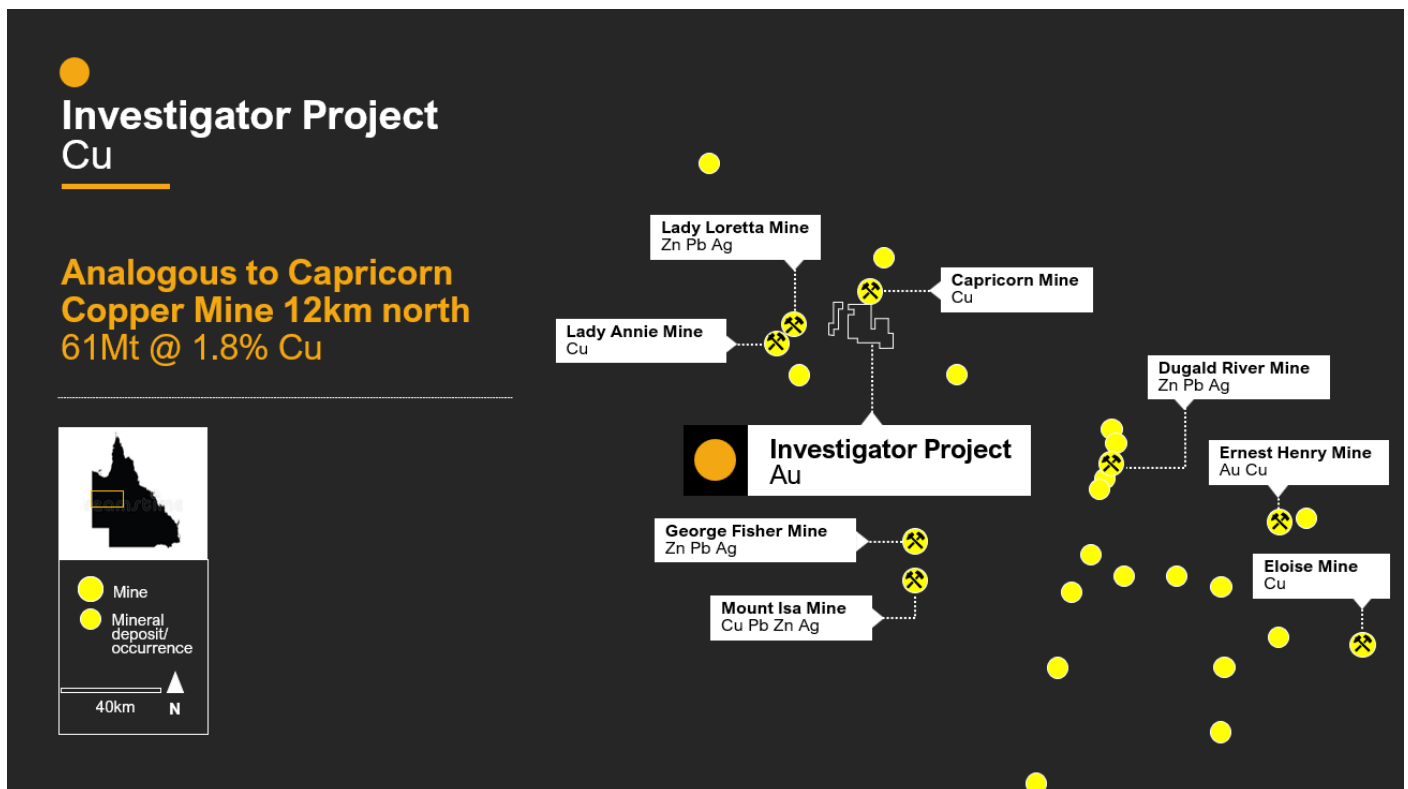 Investigator Project
Cu
Analogous to Capricorn
Copper Mine 12km north
61Mt @ 1.8% Cu
Mine
Mineral
deposit/
occurrence
40km
N
Lady Loretta Mine
Zn Pb Ag
Capricorn Mine
Cu
Lady Annie Mine
Cu
Dugald River Mine
Zn Pb Ag
Investigator Project
Au
Ernest Henry Mine
Au Cu
George Fisher Mine
Zn Pb Ag
Eloise Mine
Cu
Mount Isa Mine
Cu Pb Zn Ag